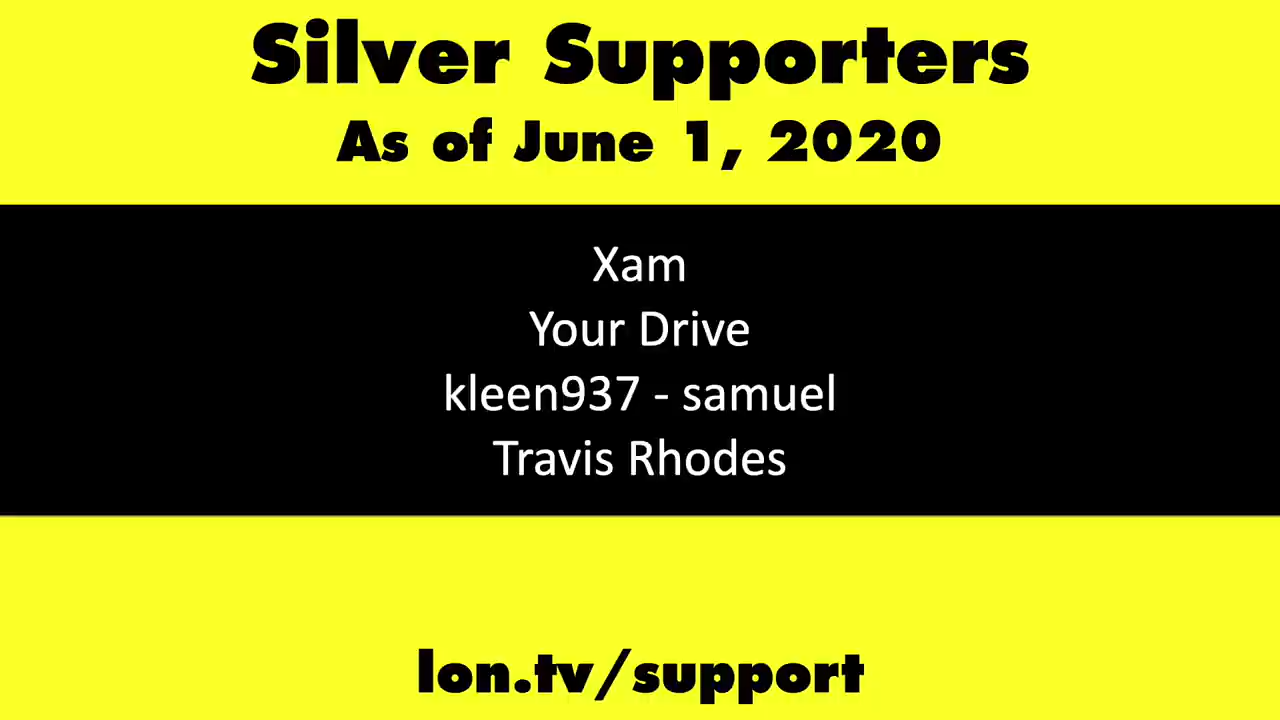 Silver Supporters
As of June 1, 2020
Xam
Your Drive
kleen937 - samuel
Travis Rhodes
lon.tv/support